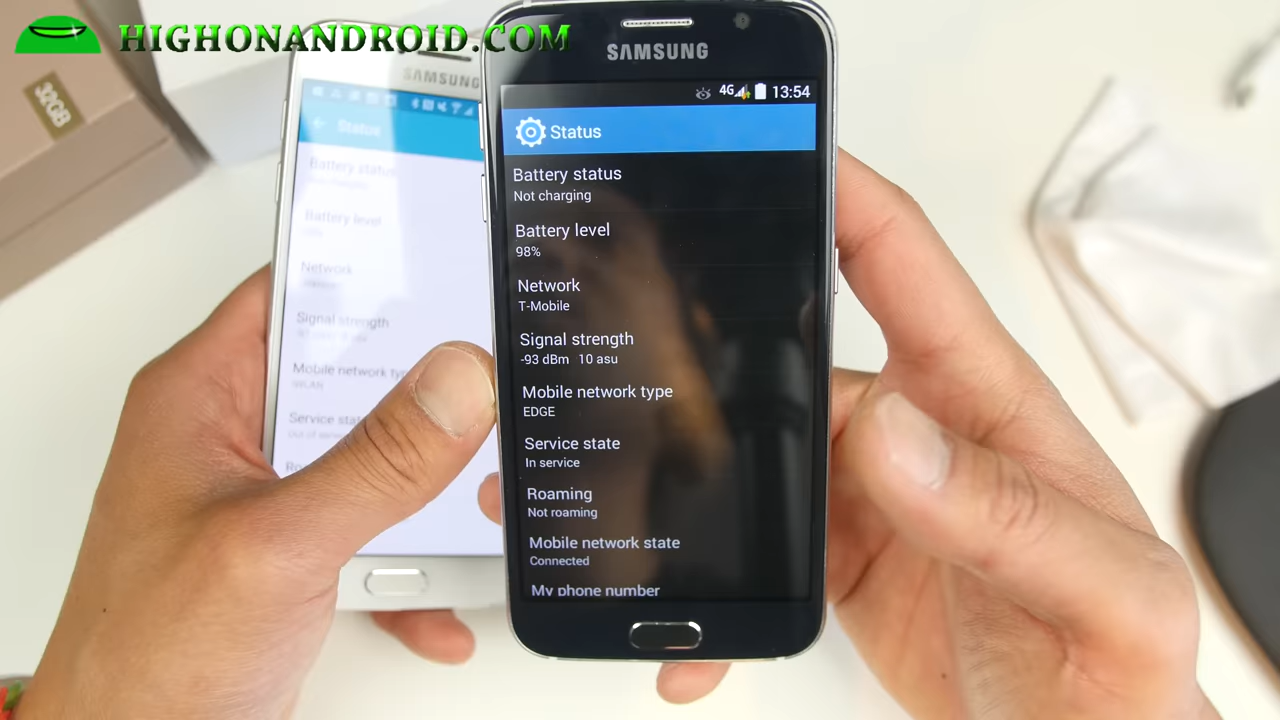 HIGHONANDROID.COM
32GB
SAMSUNG
Status
Battery status
Battery level
Network
Signal strength
Mobile network typ
WLAN
Service stat
SAMSUNG
4G 13:54
Status
Battery status
Not charging
Battery level
98%
Network
T-Mobile
Signal strength
-93 dBm 10 asu
Mobile network type
EDGE
Service state
In service
Roaming
Not roaming
Mobile network state
Connected
My phone number